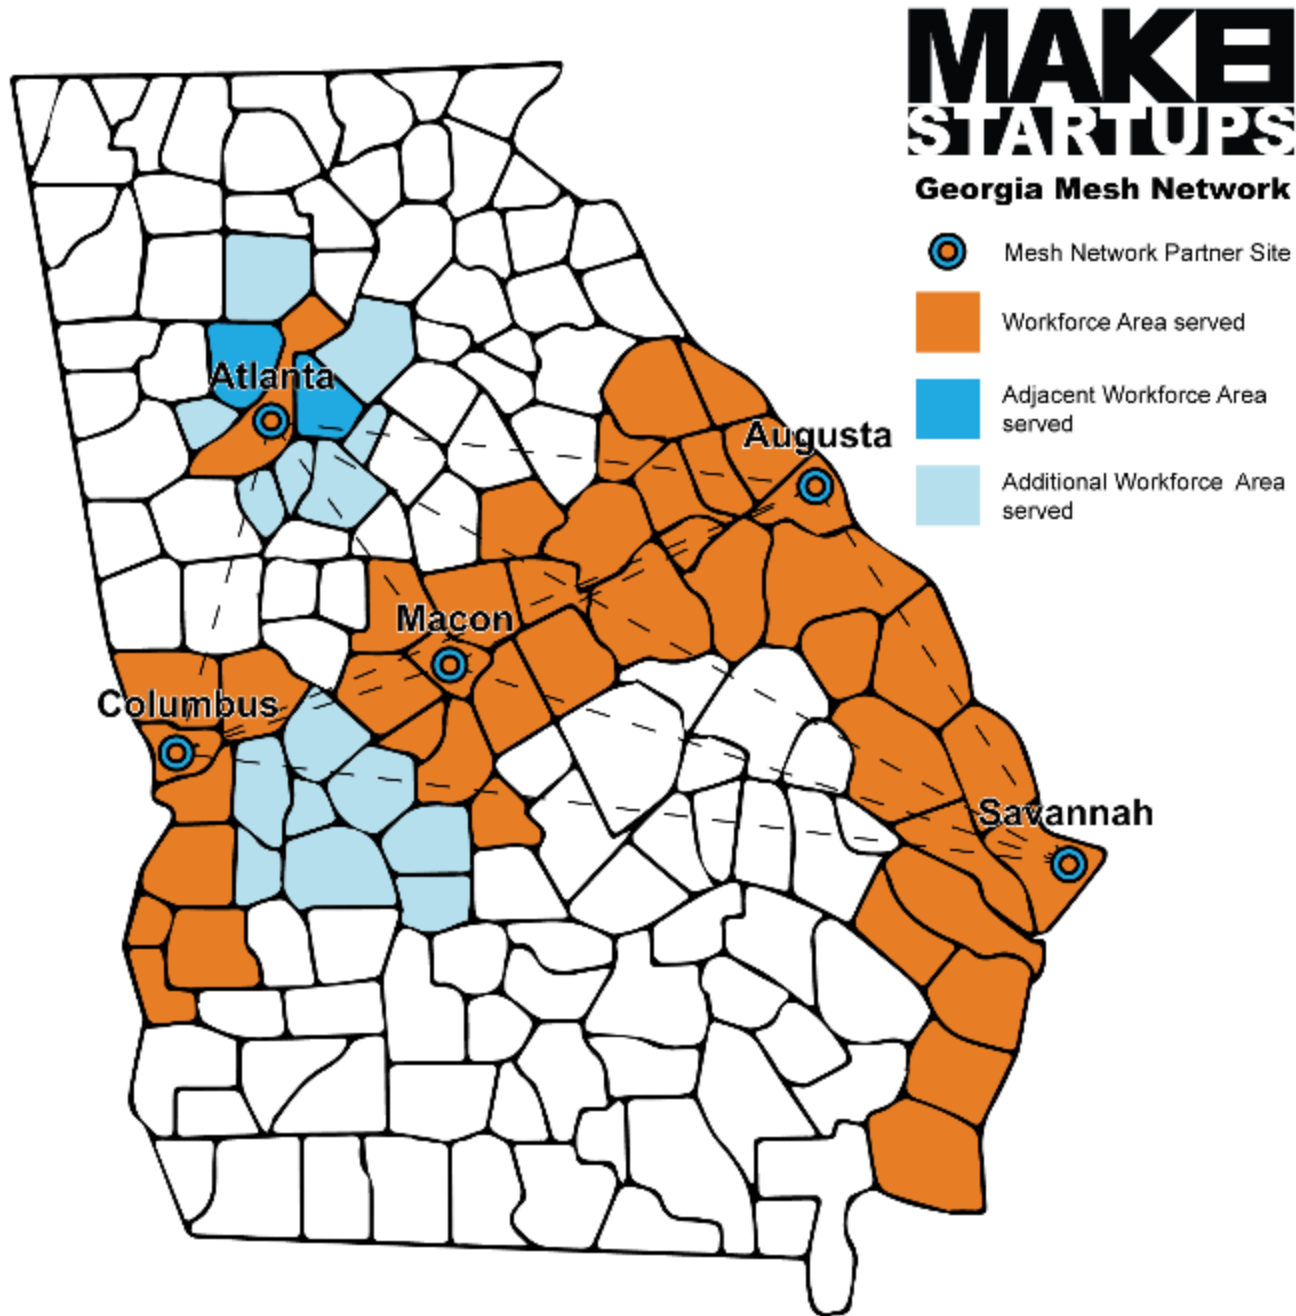 MAKE
STARTUPS
Georgia Mesh Network
Mesh Network Partner Site
Workforce Area served
Adjacent Workforce Area
served
Additional Workforce Area
served
Atlanta
Augusta
Macon
Columbus
Savannah